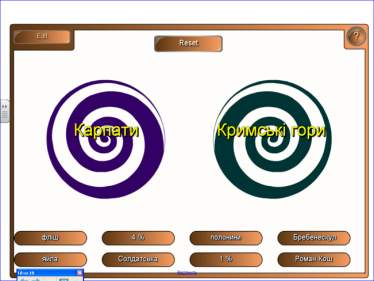 Edit
Reset
?
Карпати
Кримські гори
фліш
4 %
полонини
Бребенескул
яйла
Солдатська
1 %
Роман Кош